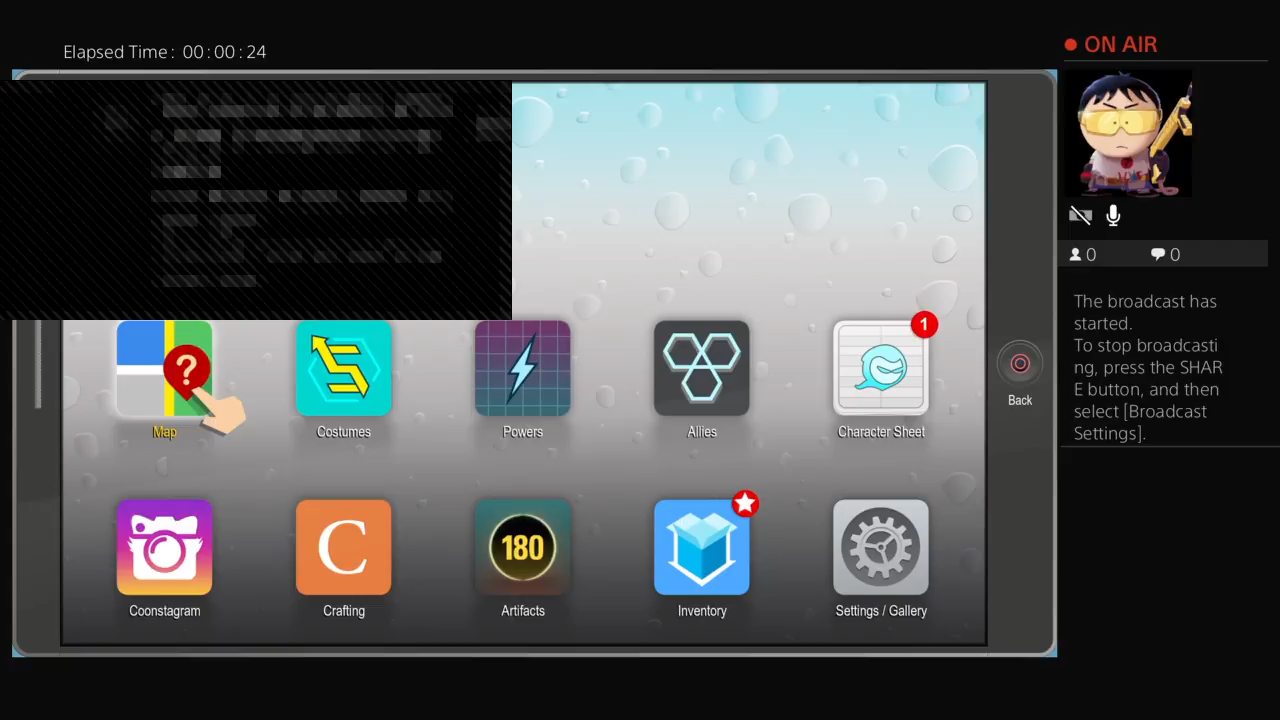 Elapsed Time: 00:00:24
ON AIR
0 0
The broadcast has
started.
To stop broadcasti
ng, press the SHAR
E button, and then
select [Broadcast
Settings].
?
1
Map
Costumes
Powers
Allies
Character Sheet
Back
C
180
Coonstagram
Crafting
Artifacts
Inventory
Settings / Gallery